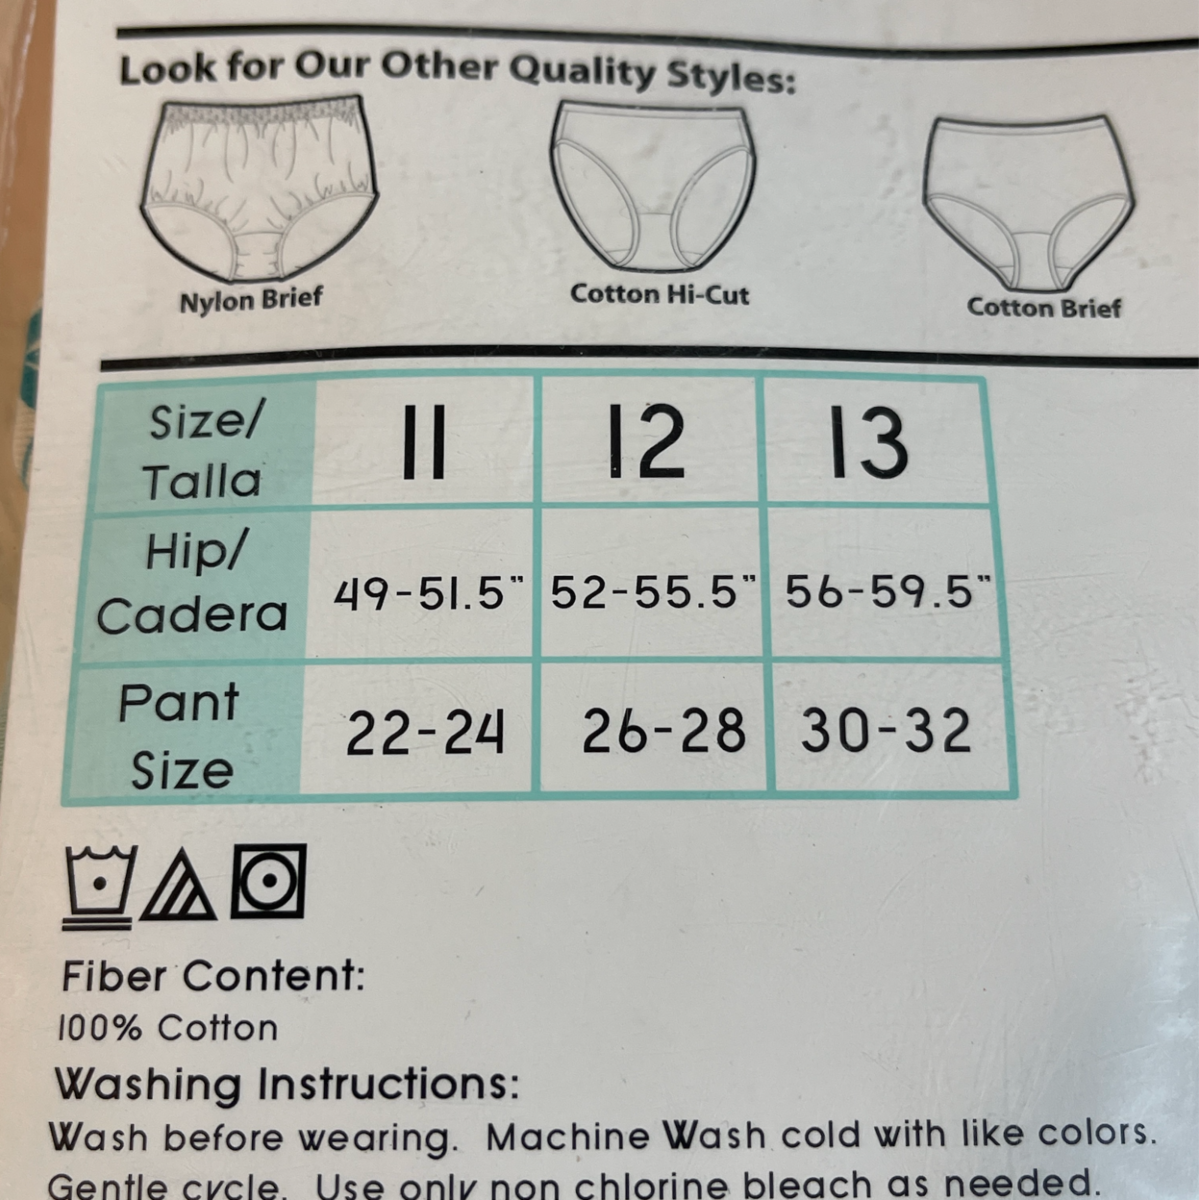 Look for Our Other Quality Styles:
Nylon Brief
Cotton Hi-Cut
Cotton Brief
Size/
Talla
11
12
13
Hip/
Cadera
49-51.5"
52-55.5"
56-59.5"
Pant
Size
22-24
26-28
30-32
Fiber Content:
100% Cotton
Washing Instructions:
Wash before wearing. Machine Wash cold with like colors.
Gentle cycle. Use only non chlorine bleach as needed.